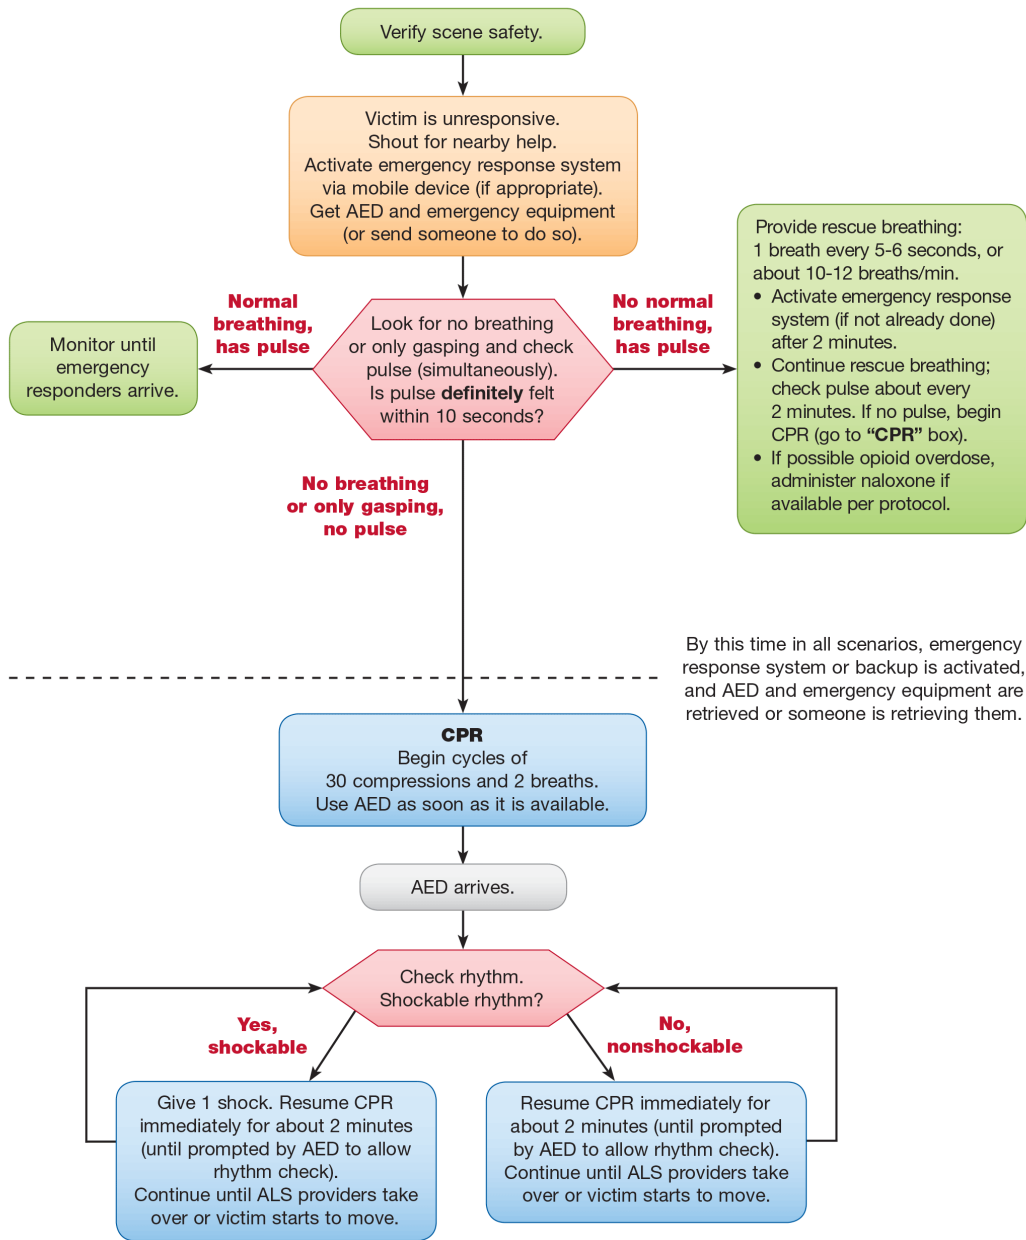 Verify scene safety.
Victim is unresponsive.
Shout for nearby help.
Activate emergency response system
via mobile device (if appropriate).
Get AED and emergency equipment
(or send someone to do so).
Normal
breathing,
has pulse
Look for no breathing
or only gasping and check
pulse (simultaneously).
Is pulse definitely felt
within 10 seconds?
No normal
breathing,
has pulse
Monitor until
emergency
responders arrive.
Provide rescue breathing:
1 breath every 5-6 seconds, or
about 10-12 breaths/min.
• Activate emergency response
system (if not already done)
after 2 minutes.
• Continue rescue breathing;
check pulse about every
2 minutes. If no pulse, begin
CPR (go to “CPR” box).
• If possible opioid overdose,
administer naloxone if
available per protocol.
No breathing
or only gasping,
no pulse
By this time in all scenarios, emergency
response system or backup is activated,
and AED and emergency equipment are
retrieved or someone is retrieving them.
CPR
Begin cycles of
30 compressions and 2 breaths.
Use AED as soon as it is available.
AED arrives.
Check rhythm.
Shockable rhythm?
Yes,
shockable
No,
nonshockable
Give 1 shock. Resume CPR
immediately for about 2 minutes
(until prompted by AED to allow
rhythm check).
Continue until ALS providers take
over or victim starts to move.
Resume CPR immediately for
about 2 minutes (until prompted
by AED to allow rhythm check).
Continue until ALS providers take
over or victim starts to move.